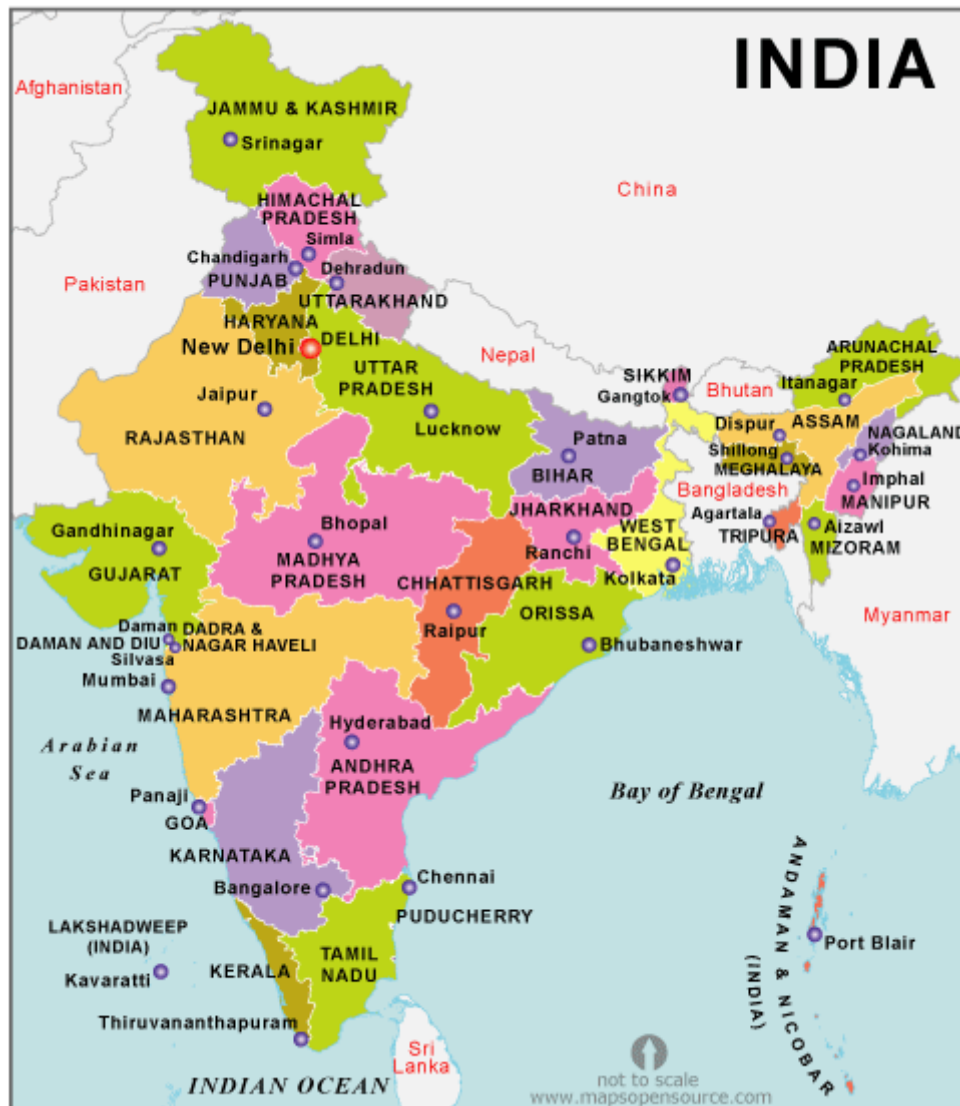 INDIA
Afghanistan
JAMMU & KASHMIR
Srinagar
China
HIMACHAL
PRADESH
Simla
Chandigarh
PUNJAB
Dehradun
Pakistan
UTTARAKHAND
HARYANA
DELHI
New Delhi
Nepal
UTTAR
PRADESH
SIKKIM
Gangtok
Bhutan
ARUNACHAL
PRADESH
Itanagar
Jaipur
RAJASTHAN
Lucknow
Patna
BIHAR
Dispur
ASSAM
Shillong
MEGHALAYA
NAGALAND
Kohima
Imphal
MANIPUR
Bangladesh
Agartala
TRIPURA
Aizawl
MIZORAM
Gandhinagar
GUJARAT
Bhopal
MADHYA
PRADESH
JHARKHAND
Ranchi
WEST
BENGAL
Kolkata
CHHATTISGARH
Raipur
ORISSA
Bhubaneshwar
Myanmar
Daman
DAMAN AND DIU
DADRA &
NAGAR HAVELI
Silvasa
Mumbai
MAHARASHTRA
Hyderabad
ANDHRA
PRADESH
Arabian
Sea
Bay of Bengal
Panaji
GOA
KARNATAKA
Bangalore
Chennai
PUDUCHERRY
LAKSHADWEEP
(INDIA)
Kavaratti
KERALA
TAMIL
NADU
ANDAMAN & NICOBAR
(INDIA)
Port Blair
Thiruvananthapuram
Sri
Lanka
INDIAN OCEAN
not to scale
www.mapsopensource.com